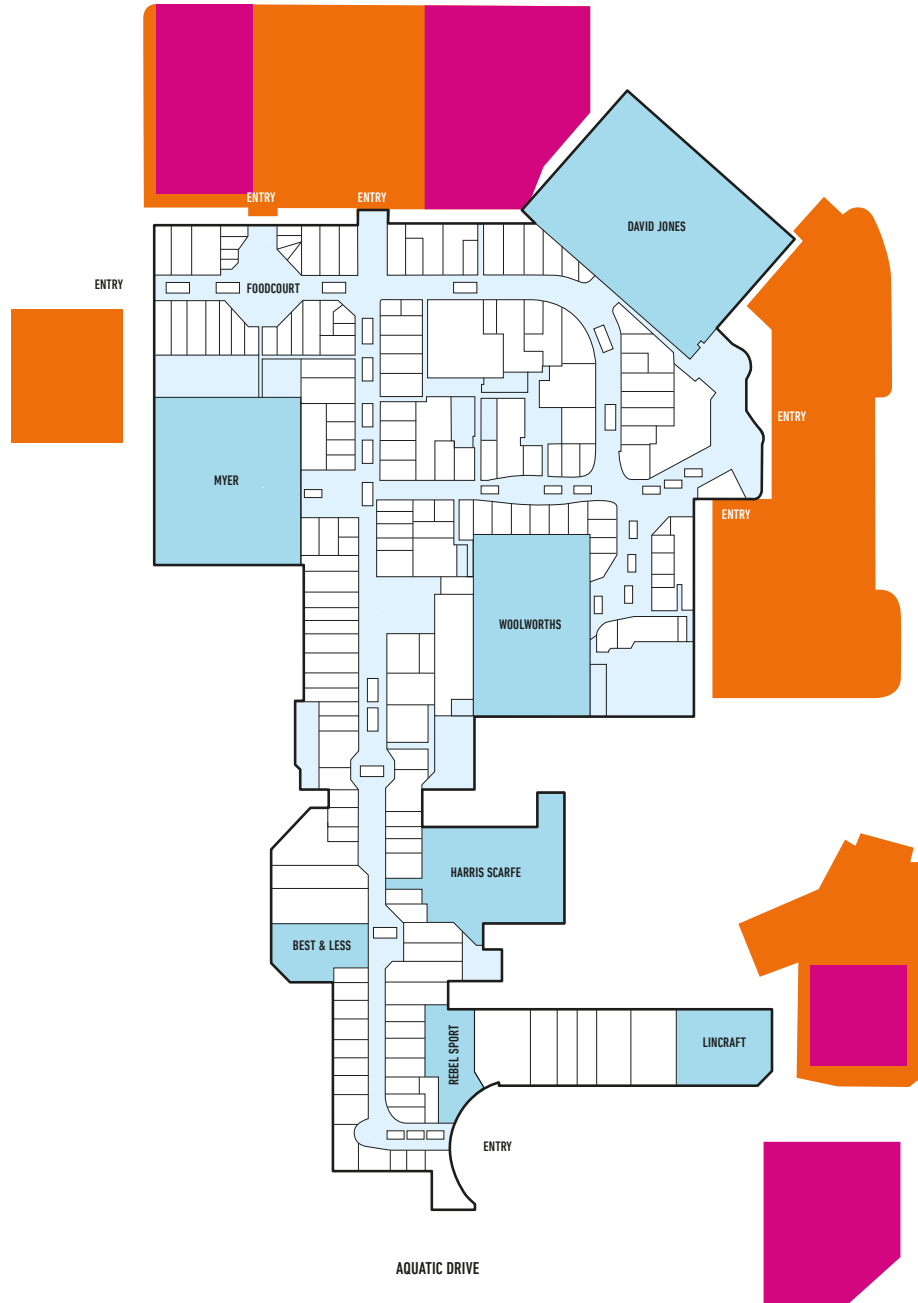 ENTRY
ENTRY
DAVID JONES
ENTRY
FOODCOURT
ENTRY
MYER
ENTRY
WOOLWORTHS
HARRIS SCARFE
BEST & LESS
REBEL SPORT
LINCRAFT
ENTRY
AQUATIC DRIVE